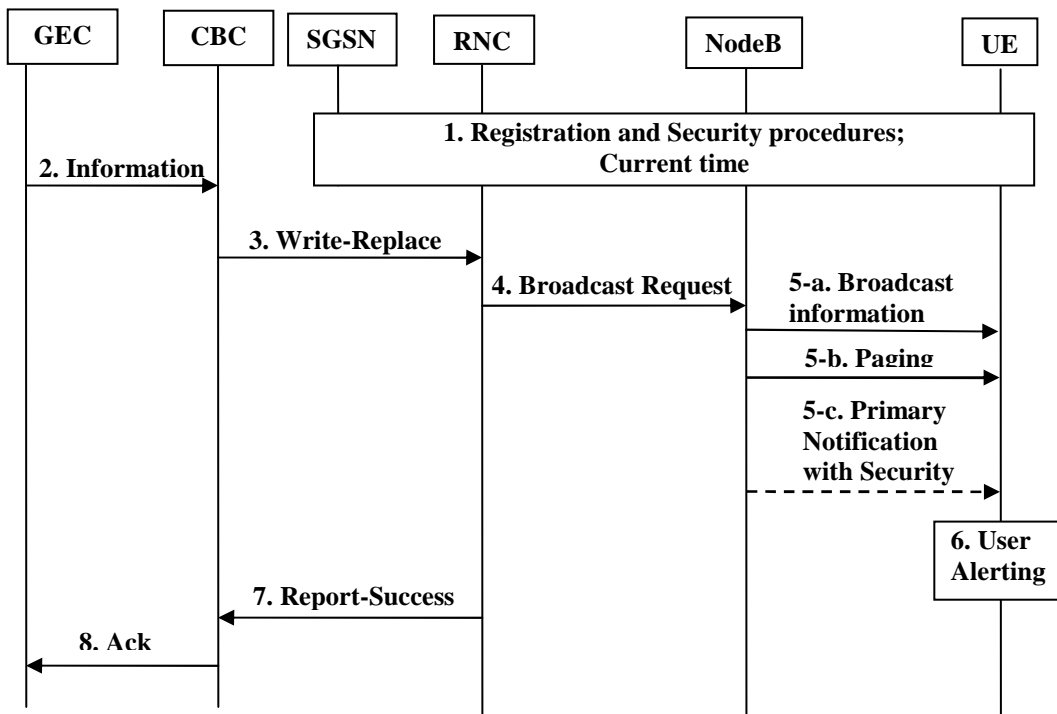 GEC
CBC
SGSN
RNC
NodeB
UE
1. Registration and Security procedures;
Current time
2. Information
3. Write-Replace
4. Broadcast Request
5-a. Broadcast
information
5-b. Paging
5-c. Primary
Notification
with Security
6. User
Alerting
7. Report-Success
8. Ack